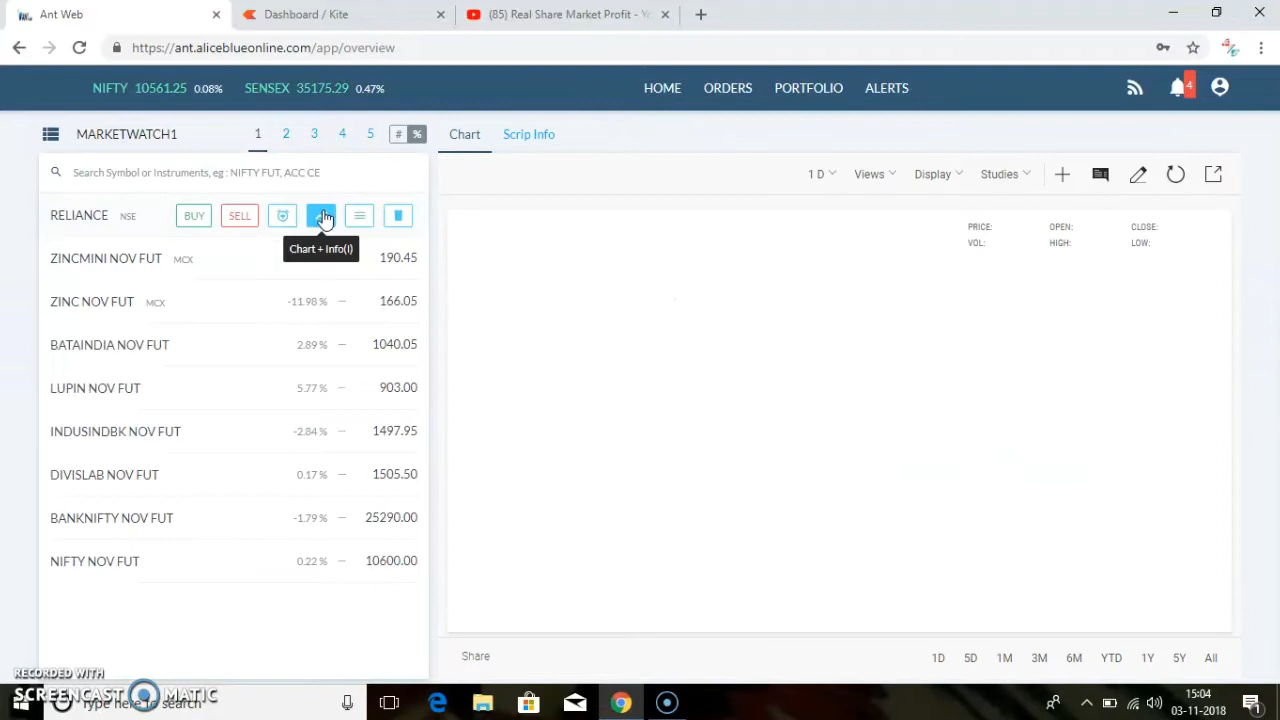 Ant Web
Dashboard / Kite
(85) Real Share Market Profit - Yo
https://ant.aliceblueonline.com/app/overview
NIFTY 10561.25 0.08% SENSEX 35175.29 0.47%
HOME ORDERS PORTFOLIO ALERTS
4
MARKETWATCH1 1 2 3 4 5 # %
Chart Scrip Info
Search Symbol or Instruments, eg : NIFTY FUT, ACC CE
1 D Views Display Studies
RELIANCE NSE BUY SELL
Chart + Info(I)
PRICE: OPEN: CLOSE:
VOL: HIGH: LOW:
ZINCMINI NOV FUT MCX 190.45
ZINC NOV FUT MCX -11.98 % 166.05
BATAINDIA NOV FUT 2.89 % 1040.05
LUPIN NOV FUT 5.77 % 903.00
INDUSINDBK NOV FUT -2.84 % 1497.95
DIVISLAB NOV FUT 0.17 % 1505.50
BANKNIFTY NOV FUT -1.79 % 25290.00
NIFTY NOV FUT 0.22 % 10600.00
Share 1D 5D 1M 3M 6M YTD 1Y 5Y All
RECORDED WITH
SCREENCAST MATIC
Type here to search
15:04
03-11-2018
1